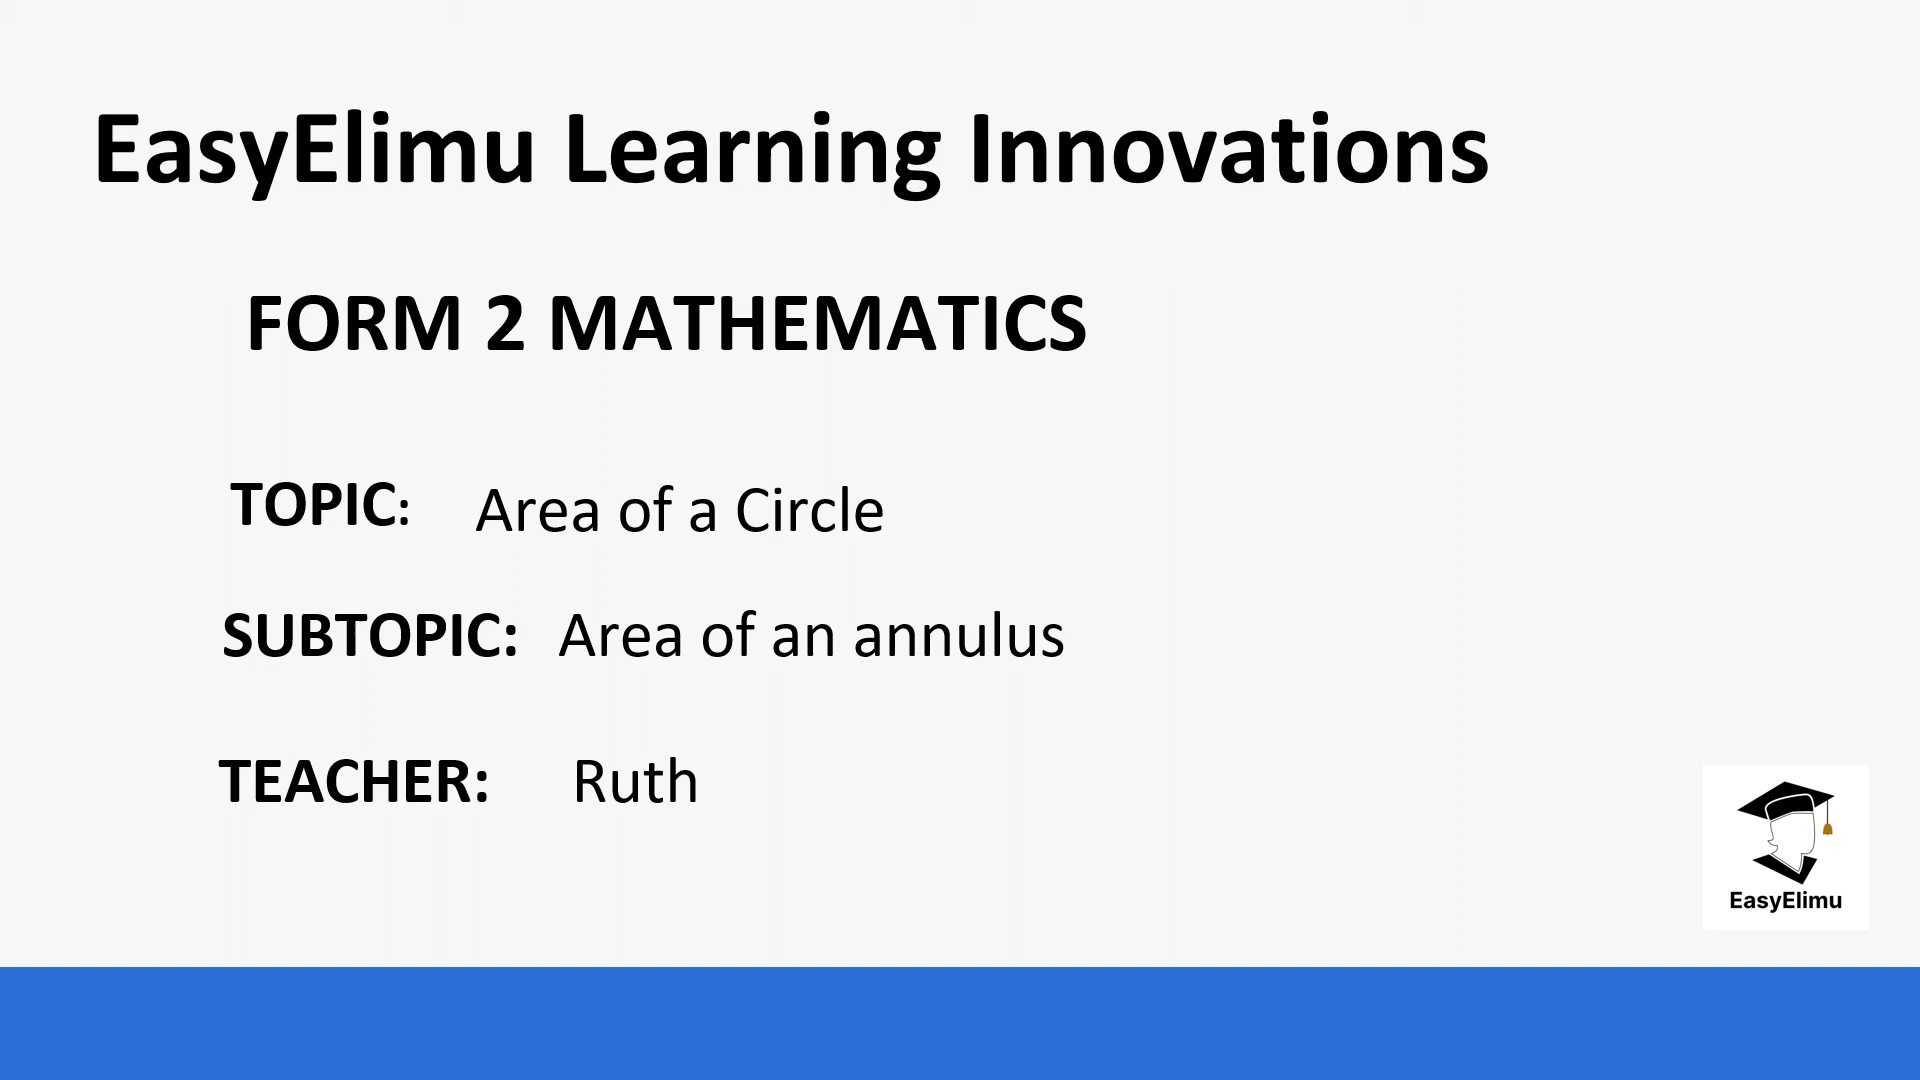 EasyElimu Learning Innovations
FORM 2 MATHEMATICS
TOPIC: Area of a Circle
SUBTOPIC: Area of an annulus
TEACHER: Ruth
EasyElimu